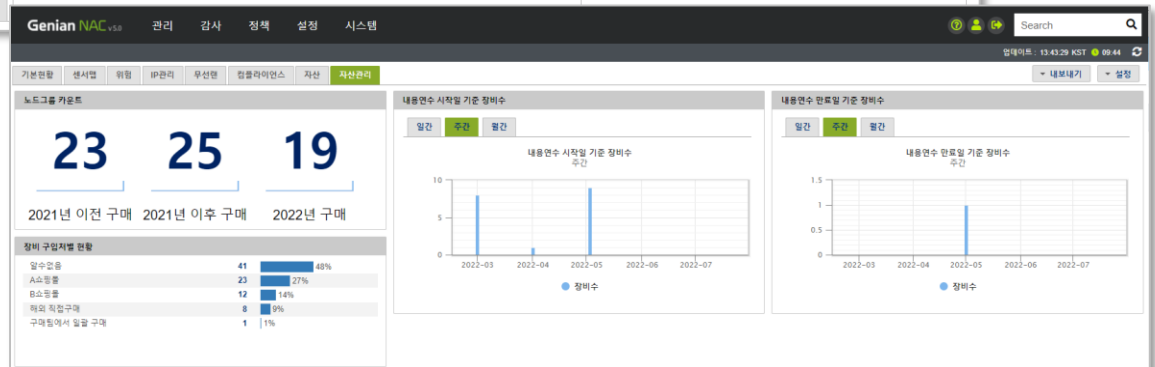 Genian NAC v5.0 관리 감사 정책 설정 시스템 Search
업데이트 : 13:43:29 KST 09:44
기본현황 센서맵 위험 IP관리 무선랜 컴플라이언스 자산 자산관리 내보내기 설정
노드그룹 카운트
23 25 19
2021년 이전 구매 2021년 이후 구매 2022년 구매
장비 구입처별 현황
알수없음 41 48%
A쇼핑몰 23 27%
B쇼핑몰 12 14%
해외 직접구매 8 9%
구매팀에서 일괄 구매 1 1%
내용연수 시작일 기준 장비수
일간 주간 월간
내용연수 시작일 기준 장비수
주간
10
5
0
2022-03 2022-04 2022-05 2022-06 2022-07
장비수
내용연수 만료일 기준 장비수
일간 주간 월간
내용연수 만료일 기준 장비수
주간
1.5
1
0.5
0
2022-03 2022-04 2022-05 2022-06 2022-07
장비수